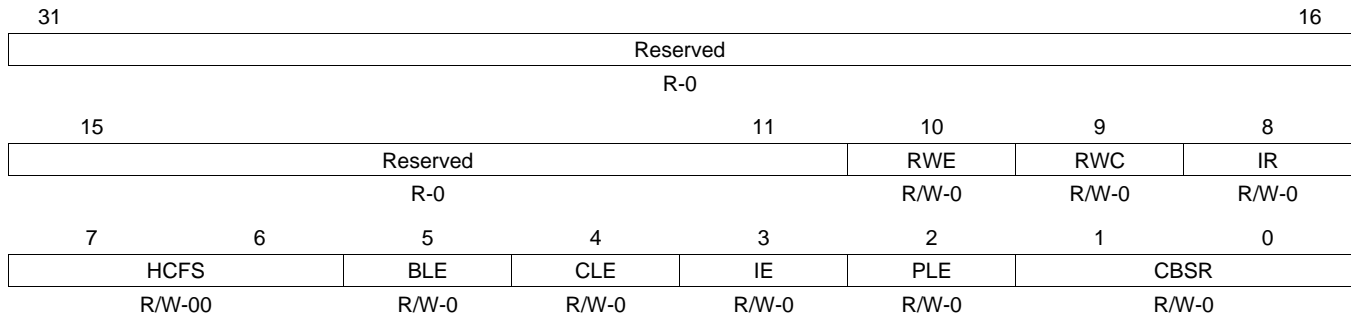 31 16
Reserved
R-0
15 11 10 9 8
Reserved RWE RWC IR
R-0 R/W-0 R/W-0 R/W-0
7 6 5 4 3 2 1 0
HCFS BLE CLE IE PLE CBSR
R/W-00 R/W-0 R/W-0 R/W-0 R/W-0 R/W-0